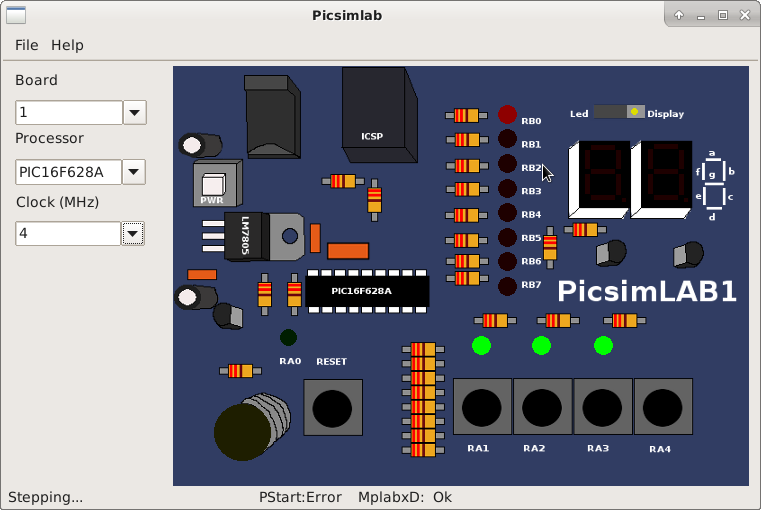 Picsimlab
File Help
Board
1
Processor
PIC16F628A
Clock (MHz)
4
ICSP
Led Display
RB0
RB1
RB2
RB3
RB4
RB5
RB6
RB7
a
f g b
e c
d
PWR
LM7805
PIC16F628A
PicsimLAB1
RA0 RESET
RA1 RA2 RA3 RA4
Stepping... PStart:Error MplabxD: Ok